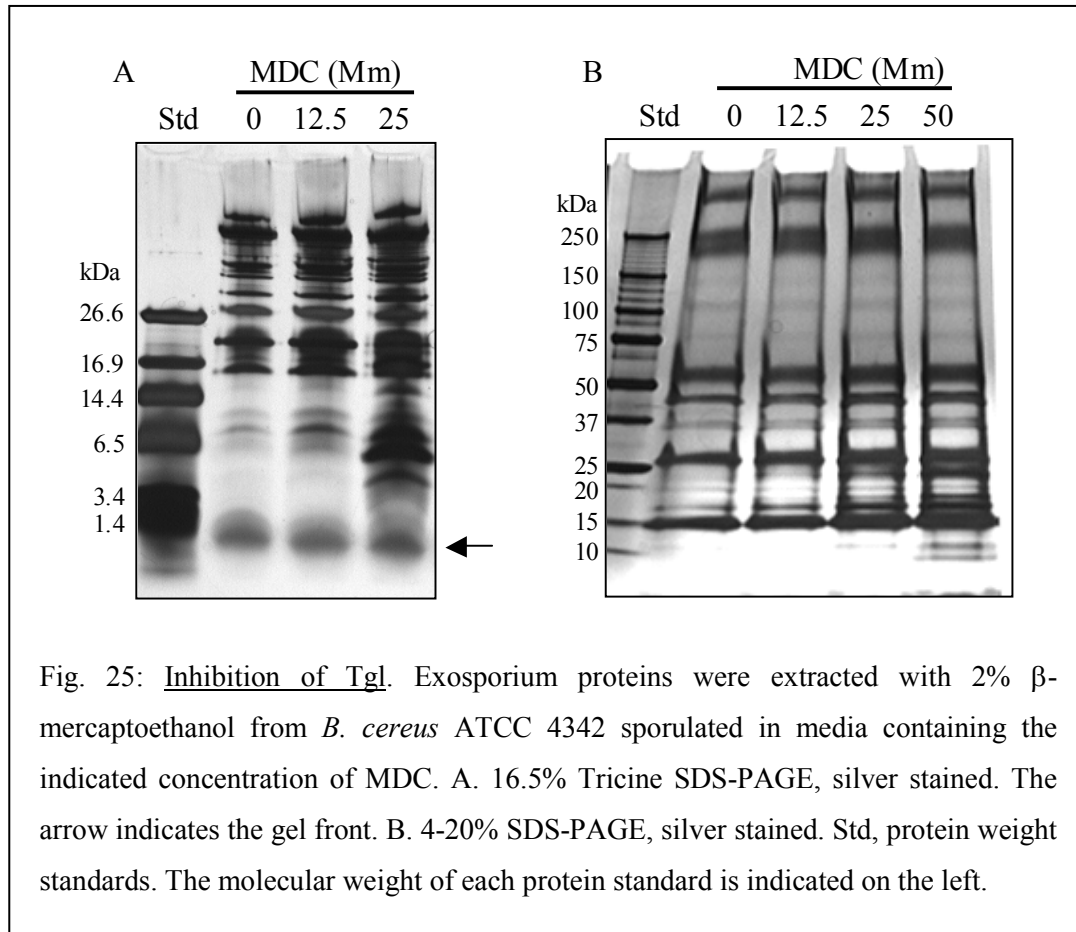 A
MDC (Mm)
Std 0 12.5 25
kDa
26.6
16.9
14.4
6.5
3.4
1.4
B
MDC (Mm)
Std 0 12.5 25 50
kDa
250
150
100
75
50
37
25
20
15
10
Fig. 25: Inhibition of Tgl. Exosporium proteins were extracted with 2% β-
mercaptoethanol from B. cereus ATCC 4342 sporulated in media containing the
indicated concentration of MDC. A. 16.5% Tricine SDS-PAGE, silver stained. The
arrow indicates the gel front. B. 4-20% SDS-PAGE, silver stained. Std, protein weight
standards. The molecular weight of each protein standard is indicated on the left.